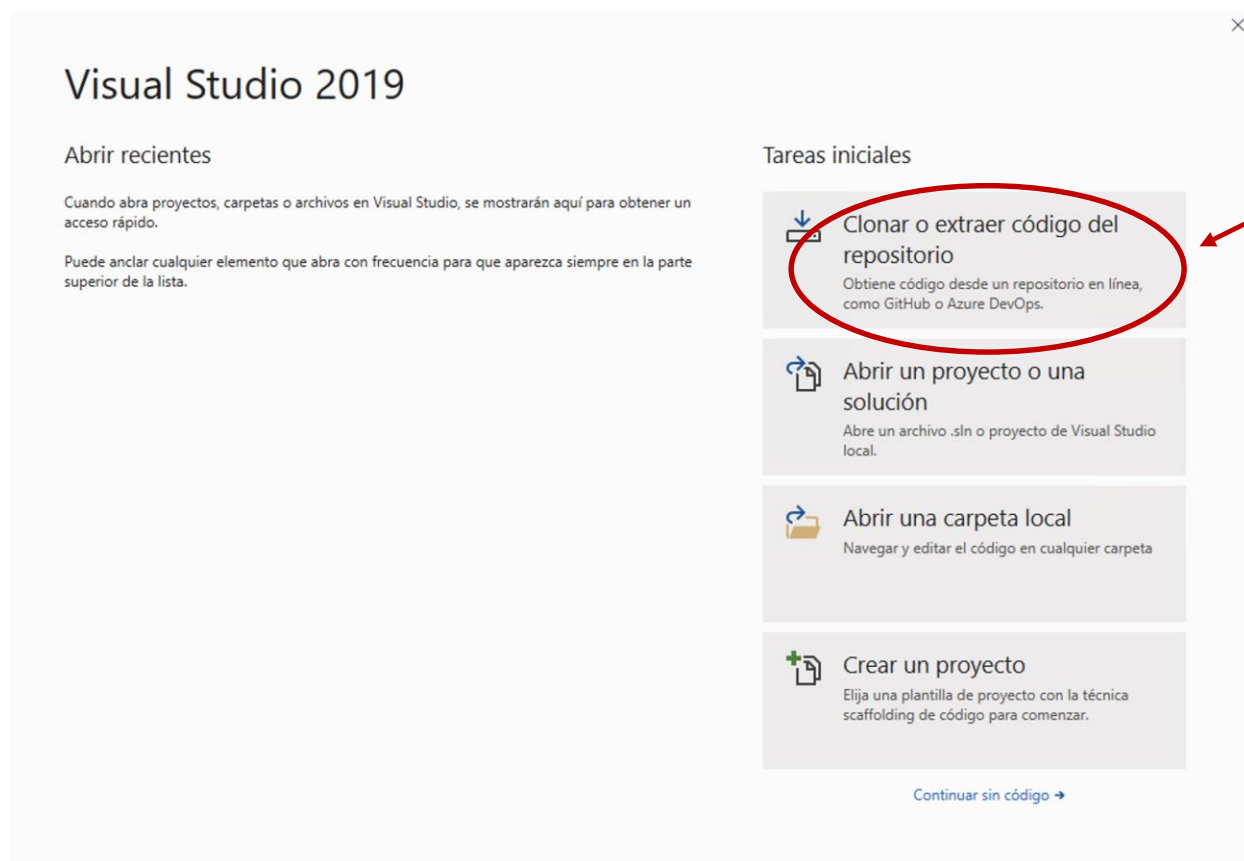 Visual Studio 2019
Abrir recientes
Cuando abra proyectos, carpetas o archivos en Visual Studio, se mostrarán aquí para obtener un
acceso rápido.
Puede anclar cualquier elemento que abra con frecuencia para que aparezca siempre en la parte
superior de la lista.
Tareas iniciales
Clonar o extraer código del
repositorio
Obtiene código desde un repositorio en línea,
como GitHub o Azure DevOps.
Abrir un proyecto o una
solución
Abre un archivo .sln o proyecto de Visual Studio
local.
Abrir una carpeta local
Navegar y editar el código en cualquier carpeta
Crear un proyecto
Elija una plantilla de proyecto con la técnica
scaffolding de código para comenzar.
Continuar sin código →